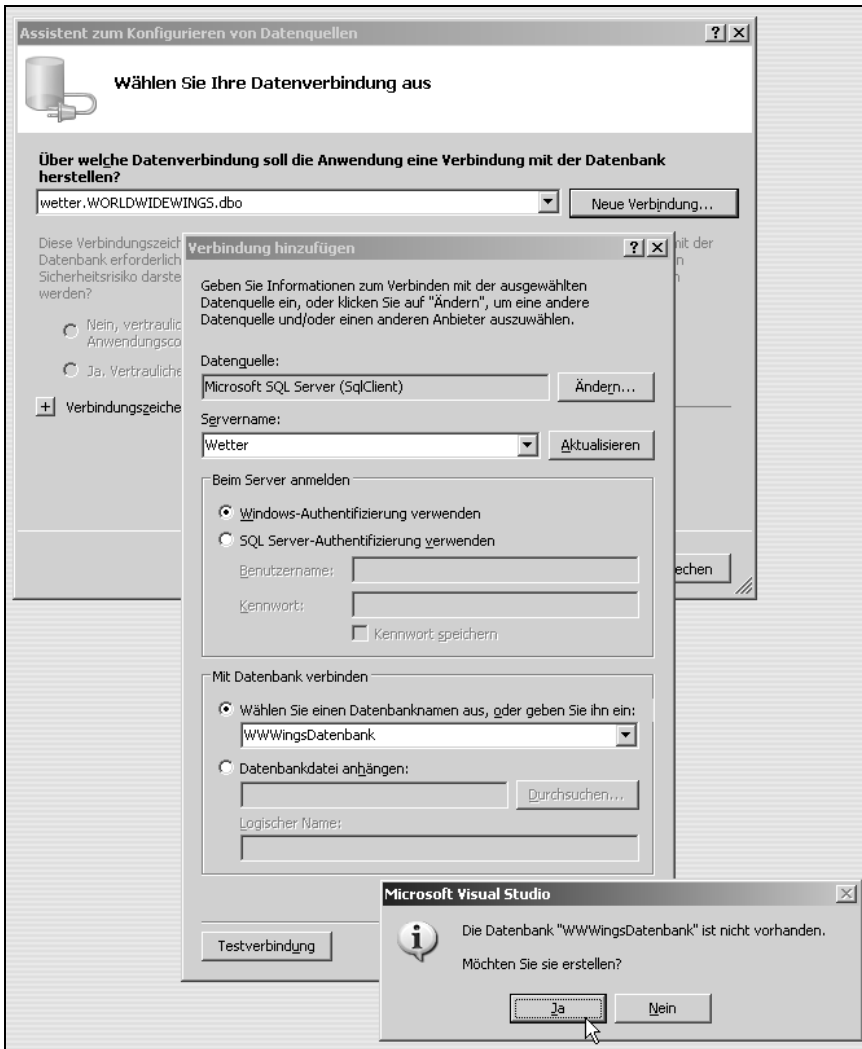 Assistent zum Konfigurieren von Datenquellen
Wählen Sie Ihre Datenverbindung aus
Über welche Datenverbindung soll die Anwendung eine Verbindung mit der Datenbank
herstellen?
wetter.WORLDWIDEWINGS.dbo
Neue Verbindung...
Diese Verbindungszeich
mit der
Datenbank erforderlich
n
Sicherheitsrisiko darste
werden?
Nein, vertraulic
Anwendungsco
Ja. Vertrauliche
Verbindungszeiche
echen
Verbindung hinzufügen
Geben Sie Informationen zum Verbinden mit der ausgewählten
Datenquelle ein, oder klicken Sie auf "Ändern", um eine andere
Datenquelle und/oder einen anderen Anbieter auszuwählen.
Datenquelle:
Microsoft SQL Server (SqlClient)
Ändern...
Servername:
Wetter
Aktualisieren
Beim Server anmelden
Windows-Authentifizierung verwenden
SQL Server-Authentifizierung verwenden
Benutzername:
Kennwort:
Kennwort speichern
Mit Datenbank verbinden
Wählen Sie einen Datenbanknamen aus, oder geben Sie ihn ein:
WWWingsDatenbank
Datenbankdatei anhängen:
Durchsuchen...
Logischer Name:
Testverbindung
Microsoft Visual Studio
Die Datenbank "WWWingsDatenbank" ist nicht vorhanden.
Möchten Sie sie erstellen?
Ja
Nein